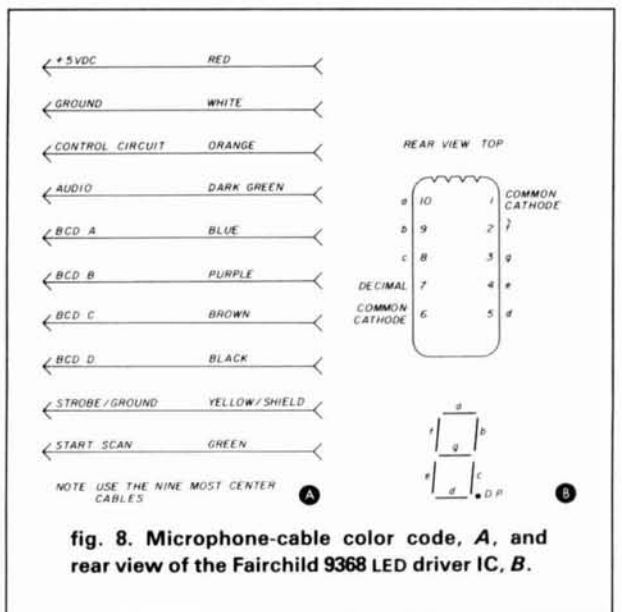 +5VDC RED
GROUND WHITE
CONTROL CIRCUIT ORANGE
AUDIO DARK GREEN
BCD A BLUE
BCD B PURPLE
BCD C BROWN
BCD D BLACK
STROBE/GROUND YELLOW/SHIELD
START SCAN GREEN
NOTE USE THE NINE MOST CENTER
CABLES
A
REAR VIEW TOP
a 10 1 COMMON
CATHODE
b 9 2 f
c 8 3 g
DECIMAL 7 4 e
COMMON
CATHODE 6 5 d
a
f b
g
e c
d D P
B
fig. 8. Microphone-cable color code, A, and
rear view of the Fairchild 9368 LED driver IC, B.